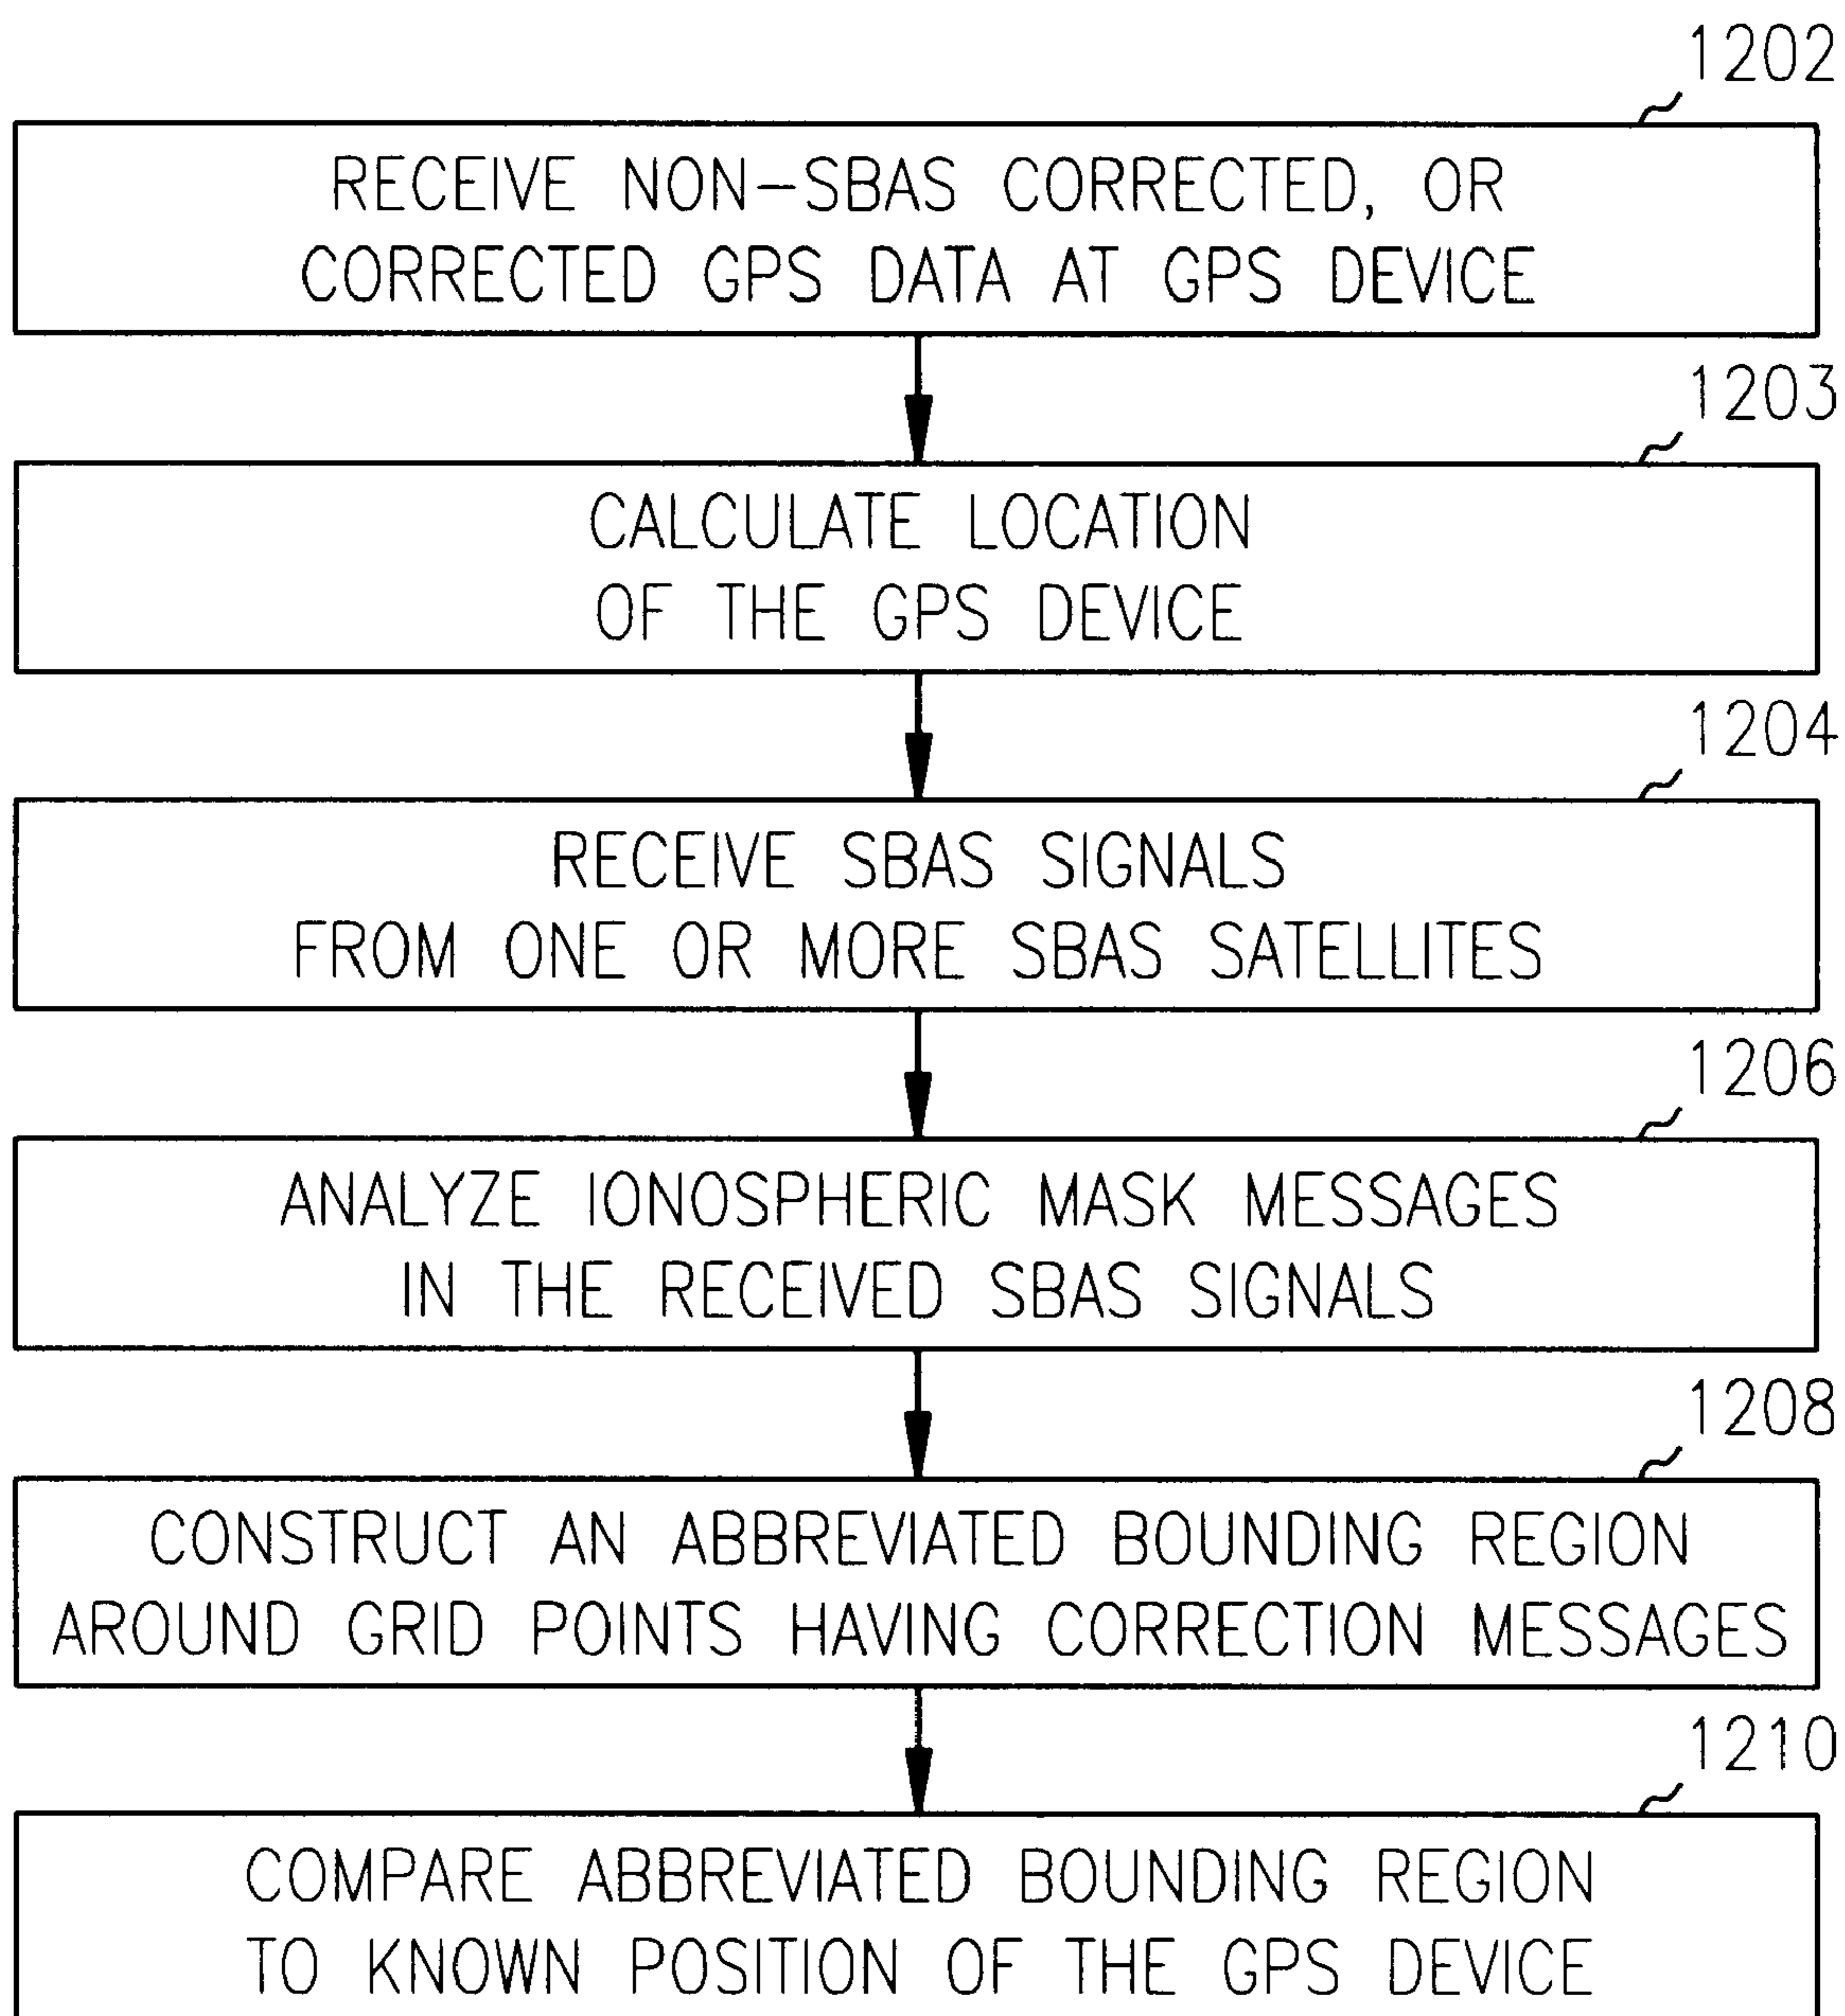 1202
RECEIVE NON-SBAS CORRECTED, OR
CORRECTED GPS DATA AT GPS DEVICE
1203
CALCULATE LOCATION
OF THE GPS DEVICE
1204
RECEIVE SBAS SIGNALS
FROM ONE OR MORE SBAS SATELLITES
1206
ANALYZE IONOSPHERIC MASK MESSAGES
IN THE RECEIVED SBAS SIGNALS
1208
CONSTRUCT AN ABBREVIATED BOUNDING REGION
AROUND GRID POINTS HAVING CORRECTION MESSAGES
1210
COMPARE ABBREVIATED BOUNDING REGION
TO KNOWN POSITION OF THE GPS DEVICE